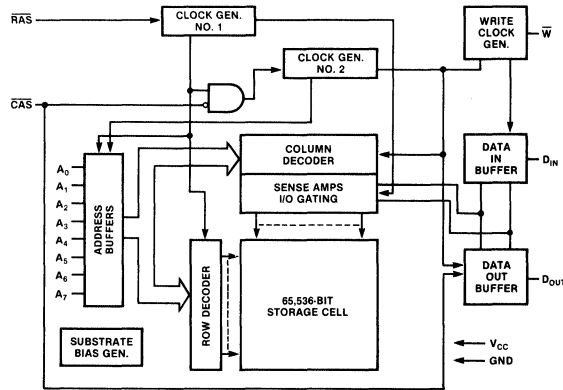 RAS
CLOCK GEN.
NO. 1
WRITE
CLOCK
GEN.
W
CLOCK GEN.
NO. 2
CAS
COLUMN
DECODER
DATA
IN
BUFFER
DIN
A0
A1
A2
A3
A4
A5
A6
A7
ADDRESS
BUFFERS
SENSE AMPS
I/O GATING
ROW DECODER
65,536-BIT
STORAGE CELL
DATA
OUT
BUFFER
DOUT
SUBSTRATE
BIAS GEN.
VCC
GND